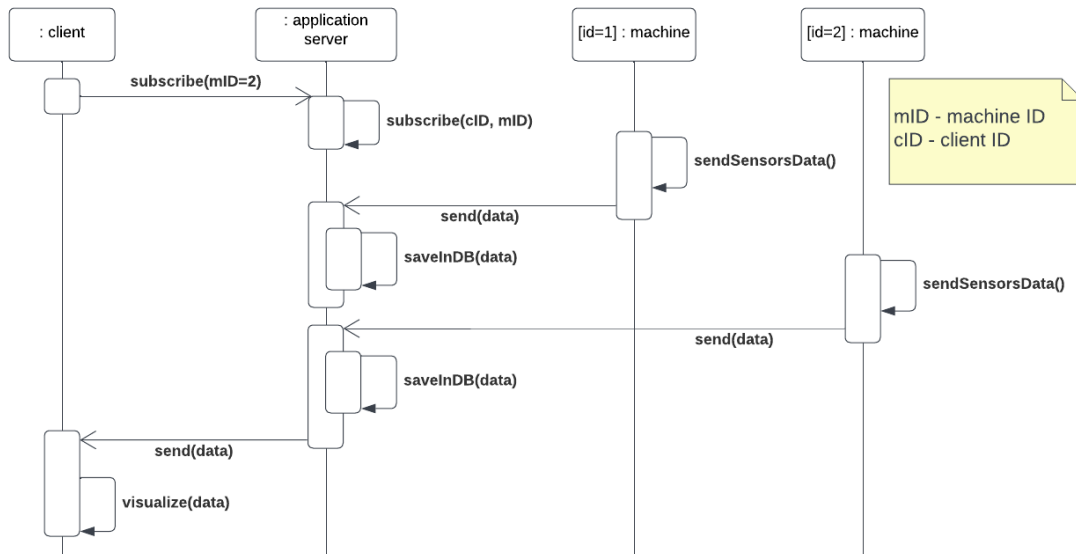 : client
: application
server
[id=1] : machine
[id=2] : machine
subscribe(mID=2)
subscribe(cID, mID)
mID - machine ID
cID - client ID
sendSensorsData()
send(data)
saveInDB(data)
sendSensorsData()
send(data)
saveInDB(data)
send(data)
visualize(data)